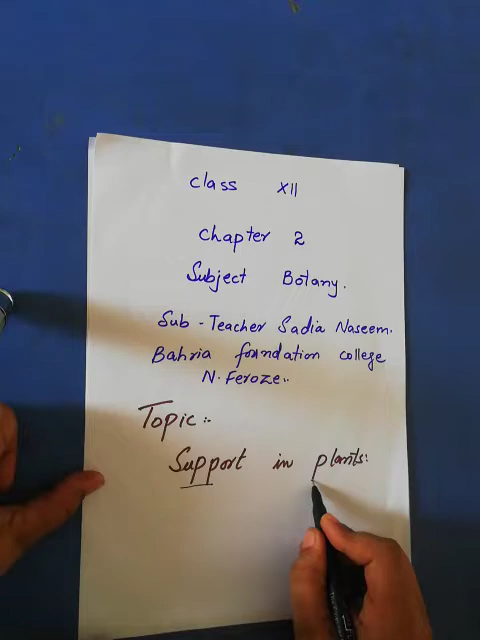 Class XII
Chapter 2
Subject Botany.
Sub - Teacher Sadia Naseem.
Bahria foundation college
N. Feroze..
Topic :-
Support in plants: